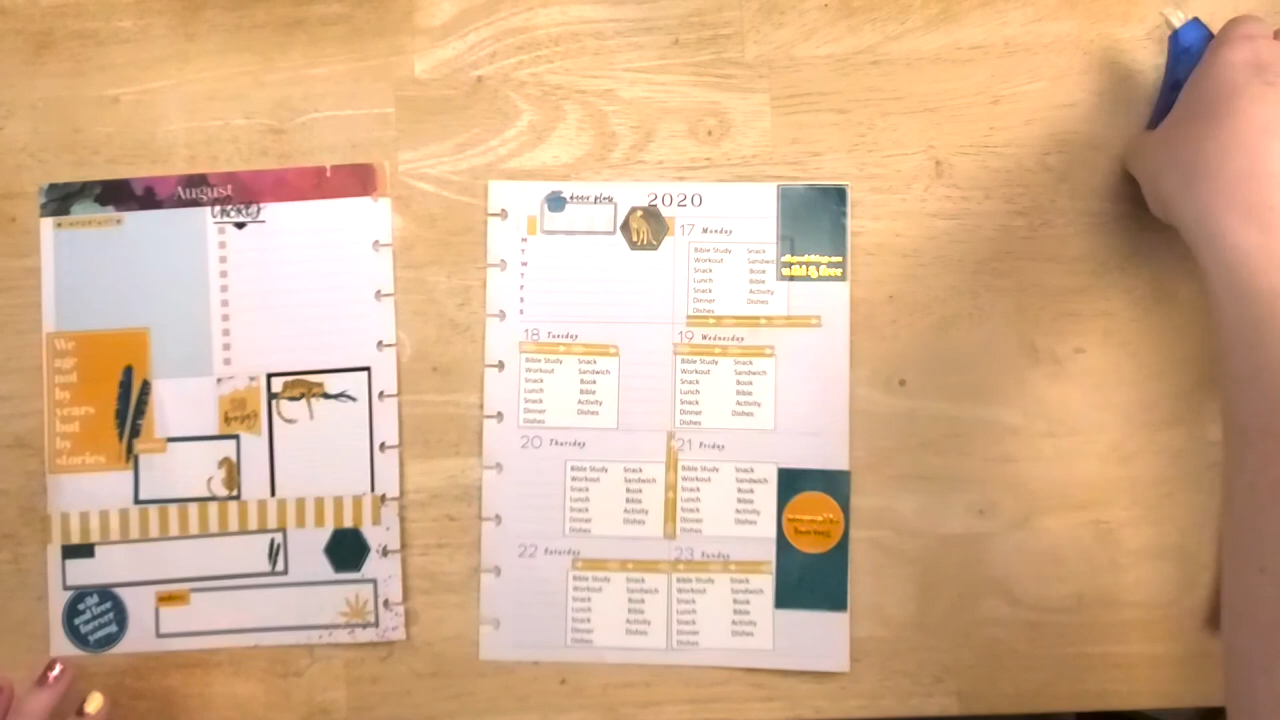 August
chores
IMPORTANT
We
age
not
by
years
but
by
stories
busy
wild
and free
forever
young
2020
M
T
W
T
F
S
S
17 Monday
Bible Study Snack
Workout Sandwic
Snack Book
Lunch Bible
Snack Activity
Dinner Dishes
Dishes
wild & free
18 Tuesday
Bible Study Snack
Workout Sandwich
Snack Book
Lunch Bible
Snack Activity
Dinner Dishes
Dishes
19 Wednesday
Bible Study Snack
Workout Sandwich
Snack Book
Lunch Bible
Snack Activity
Dinner Dishes
Dishes
20 Thursday
Bible Study Snack
Workout Sandwich
Snack Book
Lunch Bible
Snack Activity
Dinner Dishes
Dishes
21 Friday
Bible Study Snack
Workout Sandwich
Snack Book
Lunch Bible
Snack Activity
Dinner Dishes
Dishes
22 Saturday
Bible Study Snack
Workout Sandwich
Snack Book
Lunch Bible
Snack Activity
Dinner Dishes
Dishes
23 Sunday
Bible Study Snack
Workout Sandwich
Snack Book
Lunch Bible
Snack Activity
Dinner Dishes
Dishes